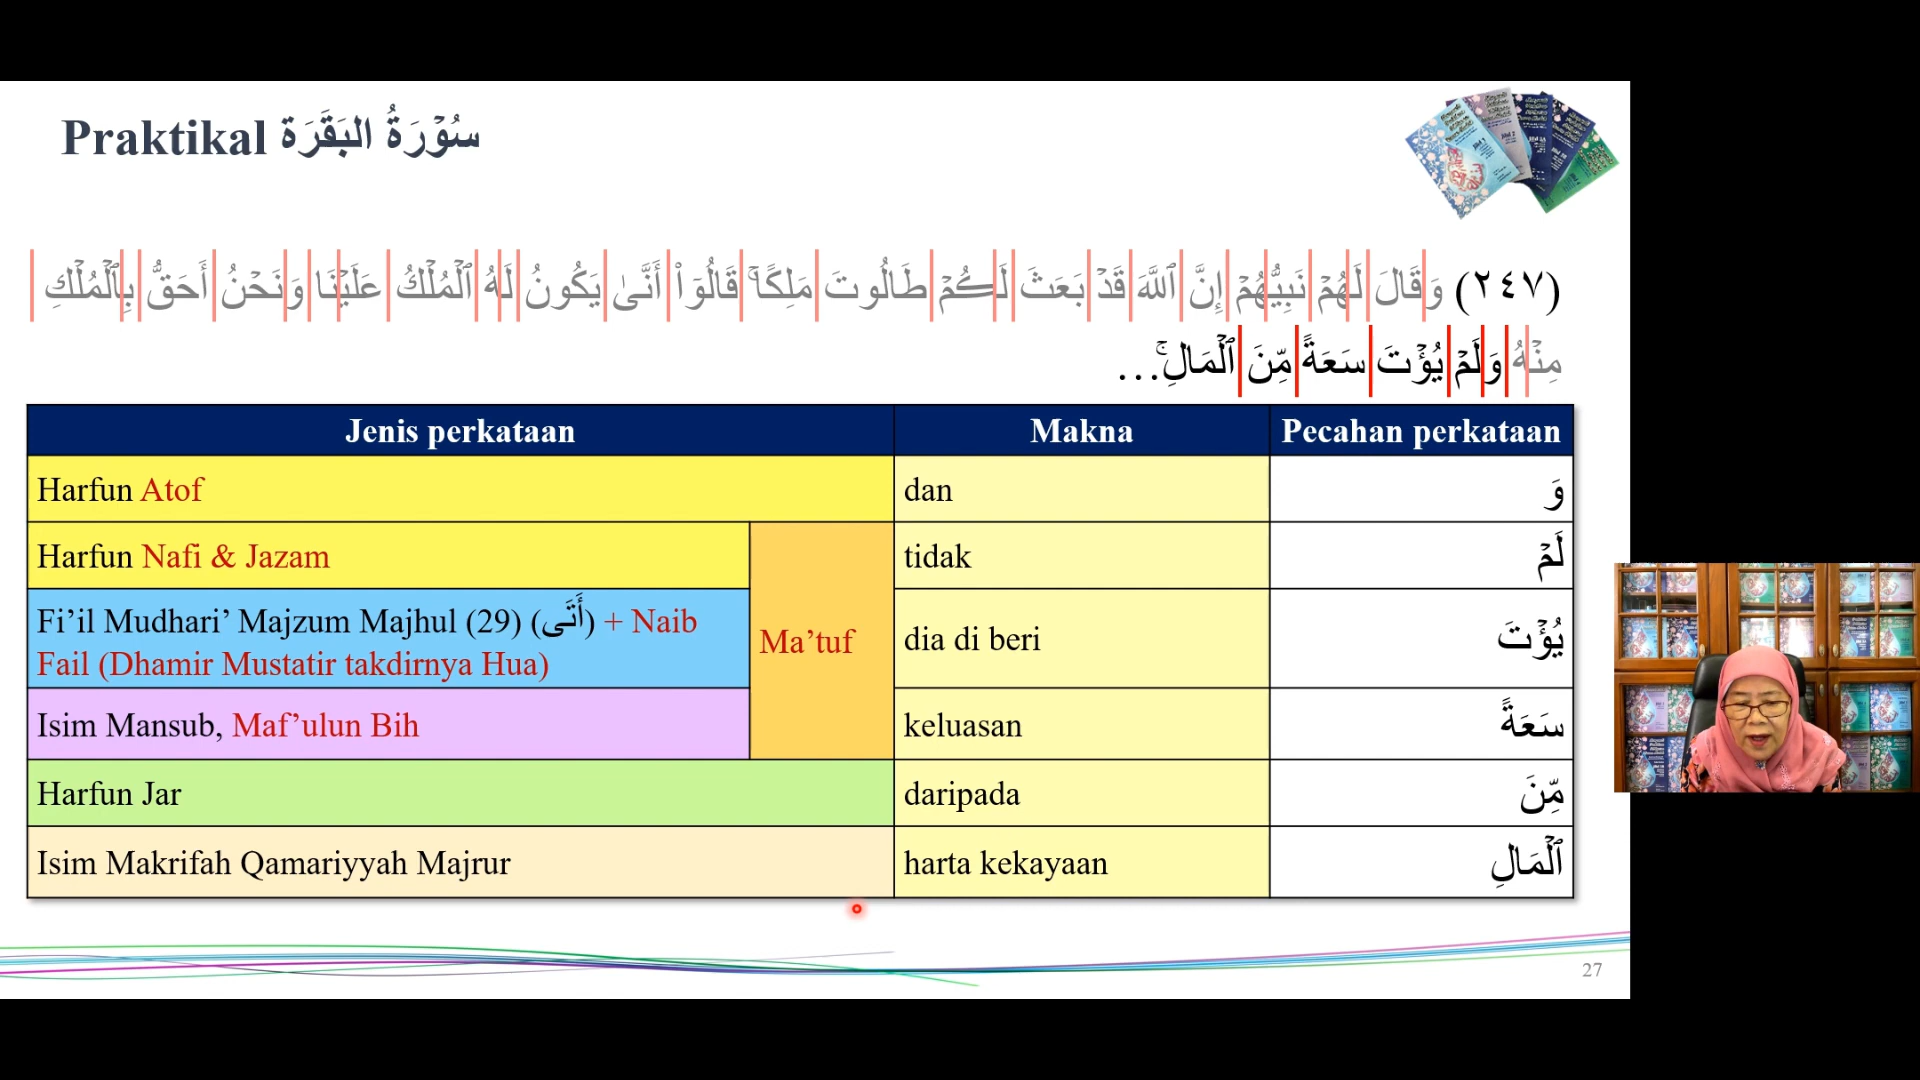 Praktikal سُوْرَةُ البَقَرَة
(٢٤٧) وَقَالَ لَهُمْ نَبِيُّهُمْ إِنَّ ٱللَّهَ قَدْ بَعَثَ لَكُمْ طَالُوتَ مَلِكًاۚ قَالُوٓا۟ أَنَّىٰ يَكُونُ لَهُ ٱلْمُلْكُ عَلَيْنَا وَنَحْنُ أَحَقُّ بِٱلْمُلْكِ
مِنْهُ وَلَمْ يُؤْتَ سَعَةً مِّنَ ٱلْمَالِۚ...
Jenis perkataan Makna Pecahan perkataan
Harfun Atof dan وَ
Harfun Nafi & Jazam tidak لَمْ
Fi’il Mudhari’ Majzum Majhul (29) (أَتَى) + Naib
Fail (Dhamir Mustatir takdirnya Hua)
Ma’tuf dia di beri يُؤْتَ
Isim Mansub, Maf’ulun Bih keluasan سَعَةً
Harfun Jar daripada مِّنَ
Isim Makrifah Qamariyyah Majrur harta kekayaan ٱلْمَالِ
27